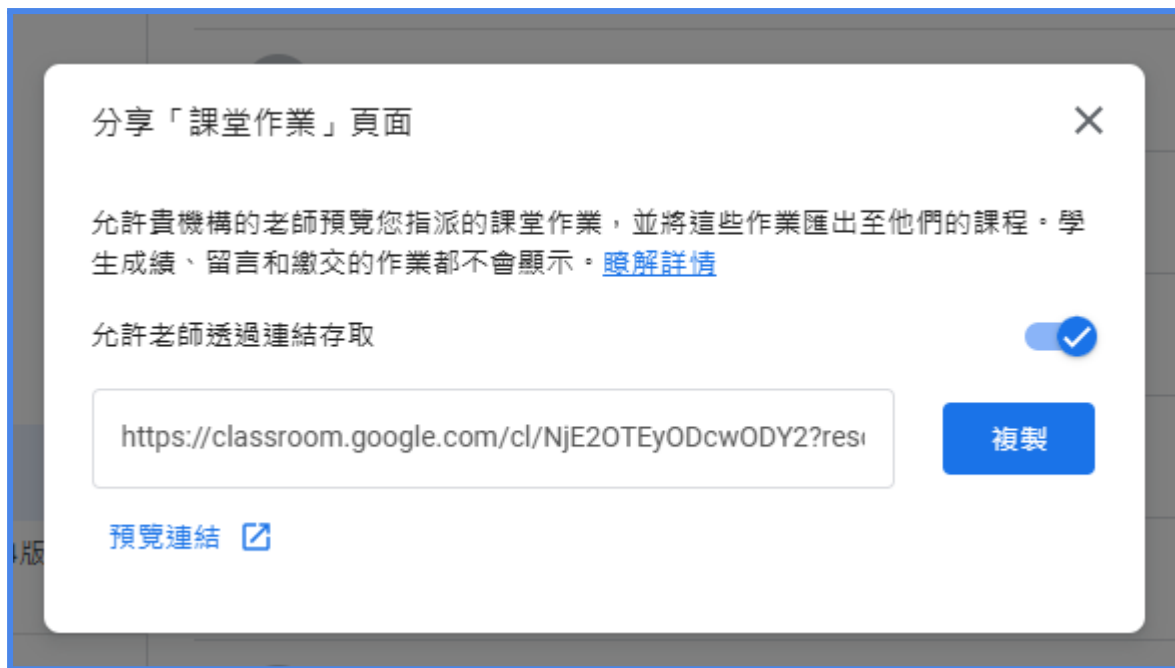 分享「課堂作業」頁面
允許貴機構的老師預覽您指派的課堂作業，並將這些作業匯出至他們的課程。學
生成績、留言和繳交的作業都不會顯示。瞭解詳情
允許老師透過連結存取
https://classroom.google.com/cl/NjE2OTEyODcwODY2?res
複製
預覽連結
版